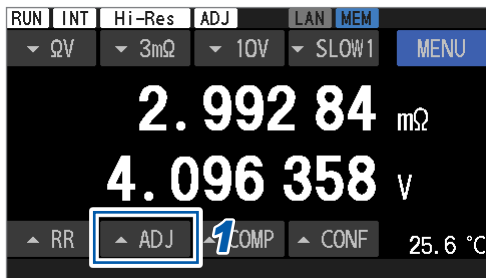 RUN INT Hi-Res ADJ LAN MEM
ΩV 3mΩ 10V SLOW1 MENU
2.992 84 mΩ
4.096 358 V
RR ADJ 1 COMP CONF 25.6 °C